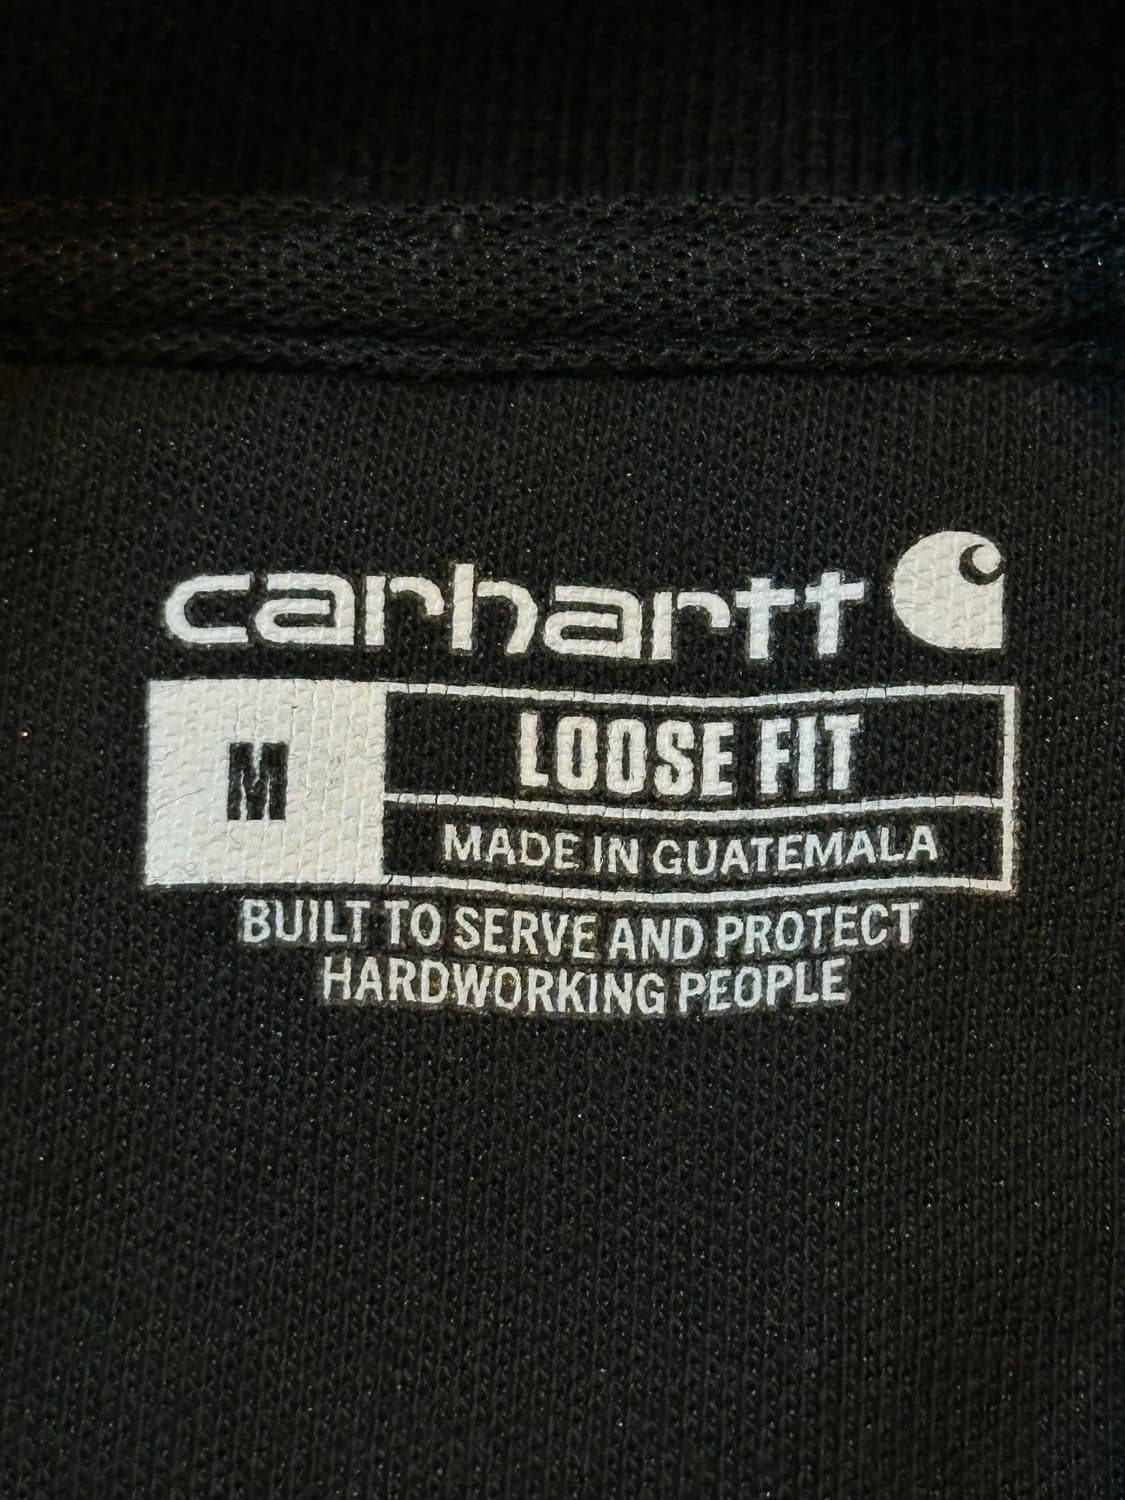 carhartt
M
LOOSE FIT
MADE IN GUATEMALA
BUILT TO SERVE AND PROTECT
HARDWORKING PEOPLE